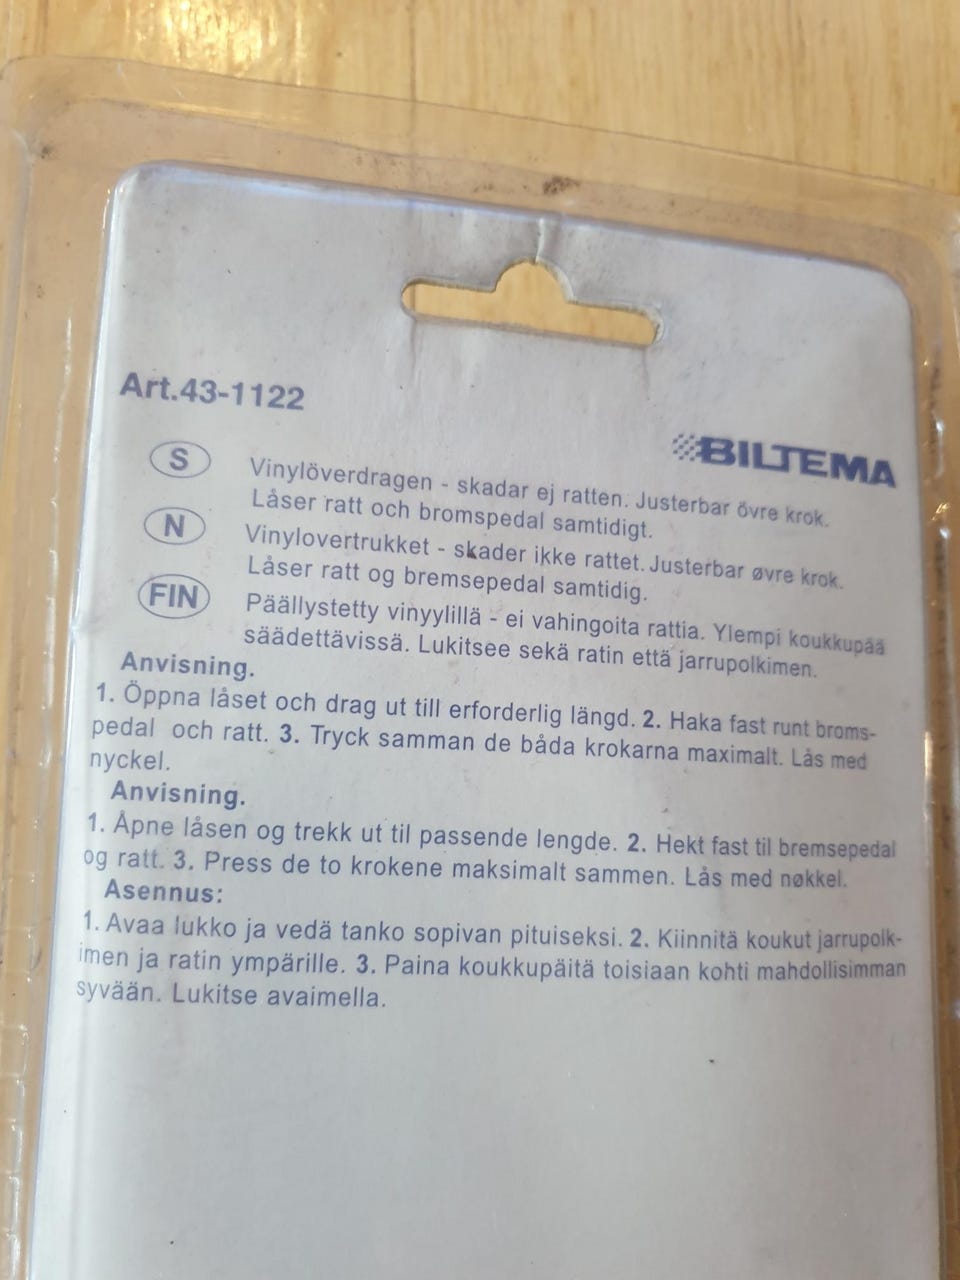 Art.43-1122
BILTEMA
S
Vinylöverdragen - skadar ej ratten. Justerbar övre krok.
Låser ratt och bromspedal samtidigt.
N
Vinylovertrukket - skader ikke rattet. Justerbar øvre krok.
Låser ratt og bremsepedal samtidig.
FIN
Päällystetty vinyylillä - ei vahingoita rattia. Ylempi koukkupää
säädettävissä. Lukitsee sekä ratin että jarrupolkimen.
Anvisning.
1. Öppna låset och drag ut till erforderlig längd. 2. Haka fast runt broms-
pedal och ratt. 3. Tryck samman de båda krokarna maximalt. Lås med
nyckel.
Anvisning.
1. Åpne låsen og trekk ut til passende lengde. 2. Hekt fast til bremsepedal
og ratt. 3. Press de to krokene maksimalt sammen. Lås med nøkkel.
Asennus:
1. Avaa lukko ja vedä tanko sopivan pituiseksi. 2. Kiinnitä koukut jarrupolk-
imen ja ratin ympärille. 3. Paina koukkupäitä toisiaan kohti mahdollisimman
syvään. Lukitse avaimella.